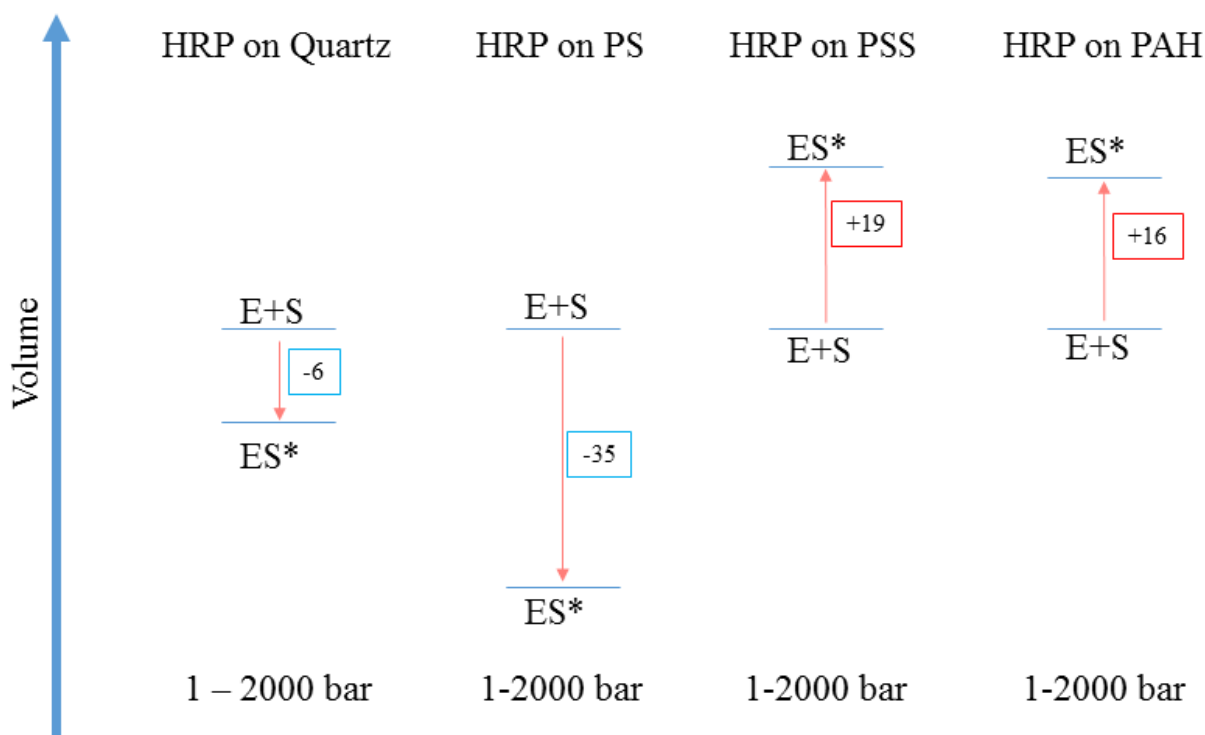 HRP on Quartz
HRP on PS
HRP on PSS
HRP on PAH
Volume
E+S
-6
ES*
1 – 2000 bar
E+S
-35
ES*
1-2000 bar
ES*
+19
E+S
1-2000 bar
ES*
+16
E+S
1-2000 bar